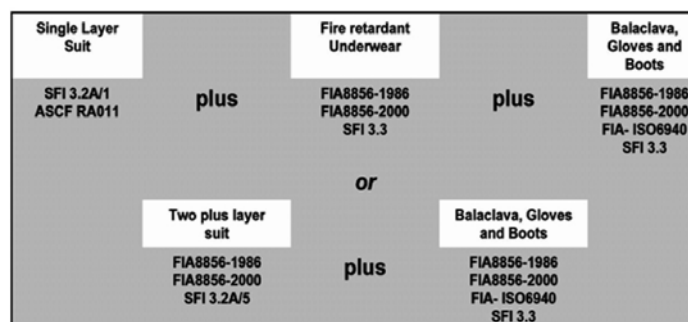 Single Layer
Suit
SFI 3.2A/1
ASCF RA011
plus
Fire retardant
Underwear
FIA8856-1986
FIA8856-2000
SFI 3.3
plus
Balaclava,
Gloves and
Boots
FIA8856-1986
FIA8856-2000
FIA- ISO6940
SFI 3.3
or
Two plus layer
suit
FIA8856-1986
FIA8856-2000
SFI 3.2A/5
plus
Balaclava, Gloves
and Boots
FIA8856-1986
FIA8856-2000
FIA- ISO6940
SFI 3.3